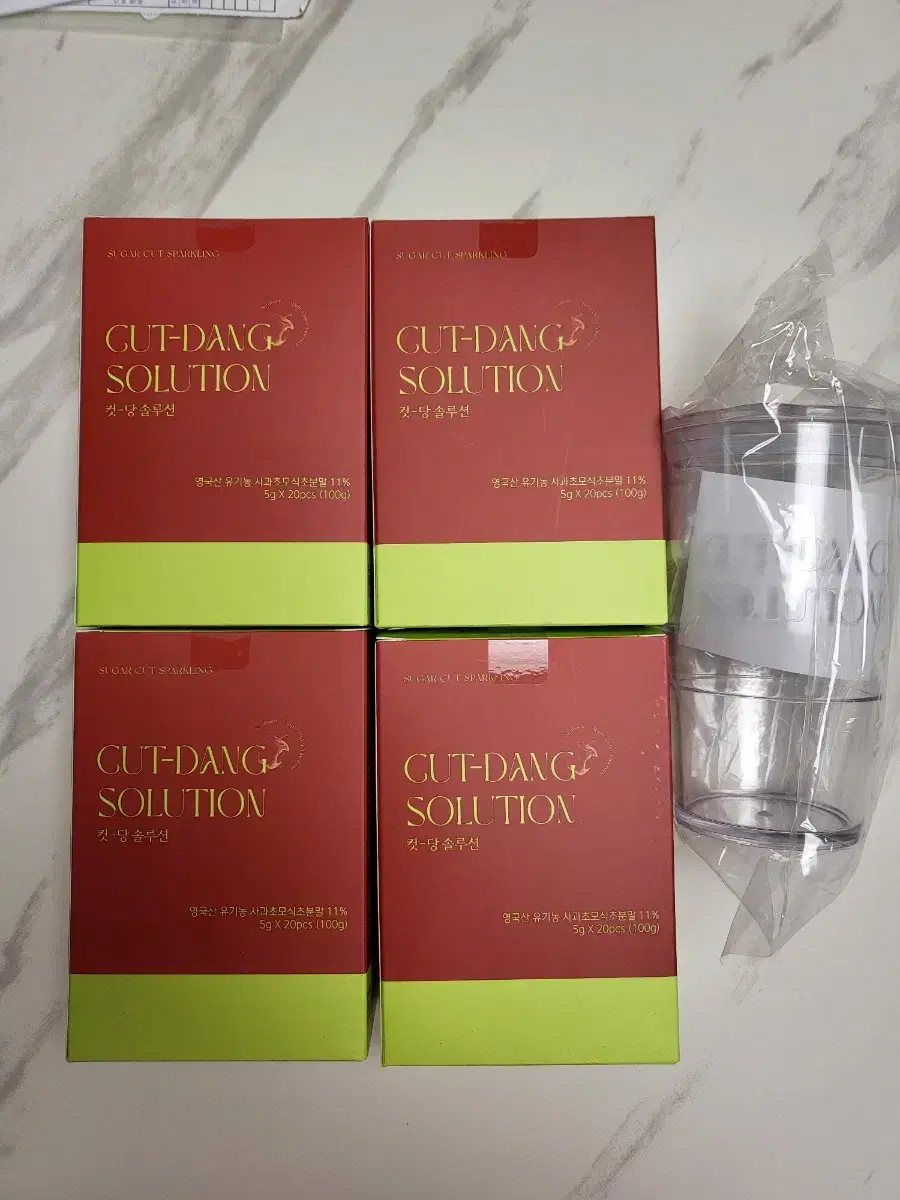 SUGAR CUT SPARKLING
CUT-DANG
SOLUTION
컷-당 솔루션
영국산 유기농 사과초모식초분말 11%
5g X 20pcs (100g)
SUGAR CUT SPARKLING
CUT-DANG
SOLUTION
컷-당 솔루션
영국산 유기농 사과초모식초분말 11%
5g X 20pcs (100g)
SUGAR CUT SPARKLING
CUT-DANG
SOLUTION
컷-당 솔루션
영국산 유기농 사과초모식초분말 11%
5g X 20pcs (100g)
SUGAR CUT SPARKLING
CUT-DANG
SOLUTION
컷-당 솔루션
영국산 유기농 사과초모식초분말 11%
5g X 20pcs (100g)